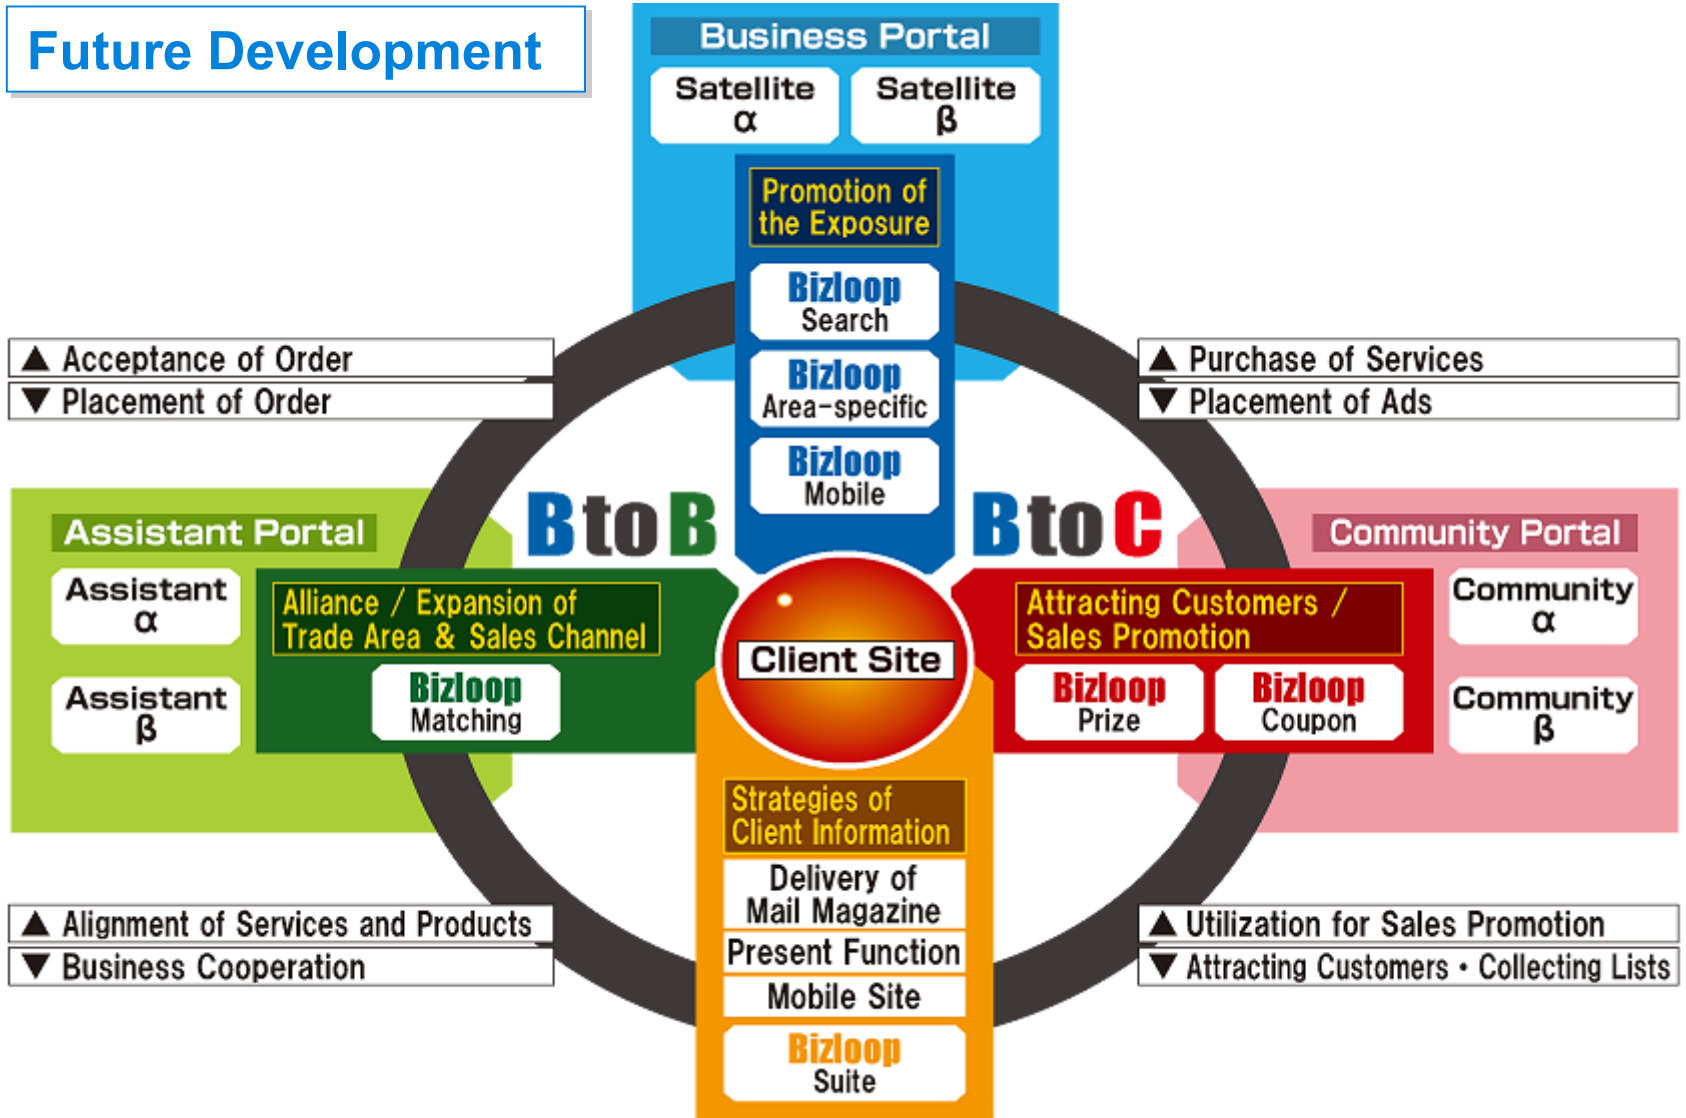 Future Development
Business Portal
Satellite
α
Satellite
β
Promotion of
the Exposure
Bizloop
Search
Bizloop
Area-specific
Bizloop
Mobile
▲ Acceptance of Order
▼ Placement of Order
▲ Purchase of Services
▼ Placement of Ads
B to B
B to C
Assistant Portal
Assistant
α
Assistant
β
Alliance / Expansion of
Trade Area & Sales Channel
Bizloop
Matching
Client Site
Attracting Customers /
Sales Promotion
Bizloop
Prize
Bizloop
Coupon
Community Portal
Community
α
Community
β
Strategies of
Client Information
Delivery of
Mail Magazine
Present Function
Mobile Site
Bizloop
Suite
▲ Alignment of Services and Products
▼ Business Cooperation
▲ Utilization for Sales Promotion
▼ Attracting Customers・Collecting Lists